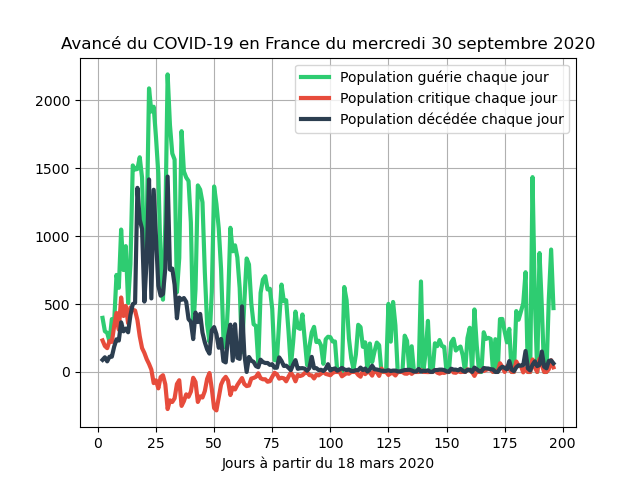 Avancé du COVID-19 en France du mercredi 30 septembre 2020
Population guérie chaque jour
Population critique chaque jour
Population décédée chaque jour
2000
1500
1000
500
0
0 25 50 75 100 125 150 175 200
Jours à partir du 18 mars 2020